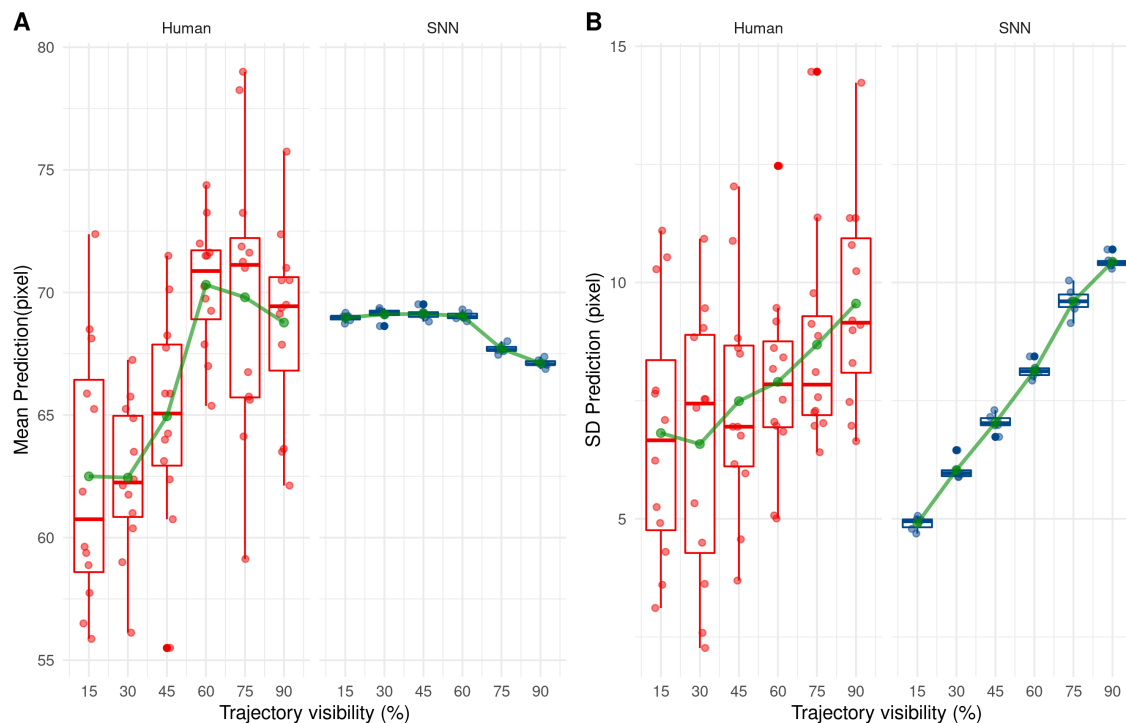 A
Human
SNN
Mean Prediction(pixel)
80
75
70
65
60
55
15 30 45 60 75 90
15 30 45 60 75 90
Trajectory visibility (%)
B
Human
SNN
SD Prediction (pixel)
15
10
5
15 30 45 60 75 90
15 30 45 60 75 90
Trajectory visibility (%)